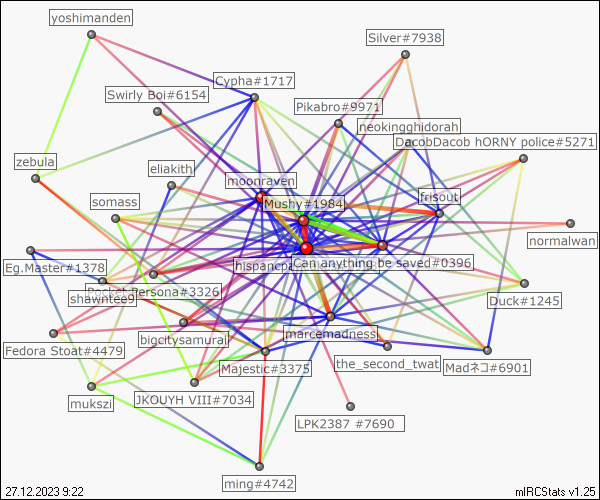 yoshimanden
Silver#7938
Cypha#1717
Swirly Boi#6154
Pikabro#9971
neokingghidorah
DacobDacob hORNY police#5271
zebula
eliakith
moonraven
frisout
somass
Mushy#1984
normalwan
hispancpa
Can anything be saved#0396
Eg.Master#1378
Pocket Persona#3326
shawntee9
Duck#1245
marcemadness
bigcitysamurai
Fedora Stoat#4479
Majestic#3375
the_second_twat
Madネコ#6901
mukszi
JKOUYH VIII#7034
LPK2387 #7690
ming#4742
27.12.2023 9:22
mIRCStats v1.25